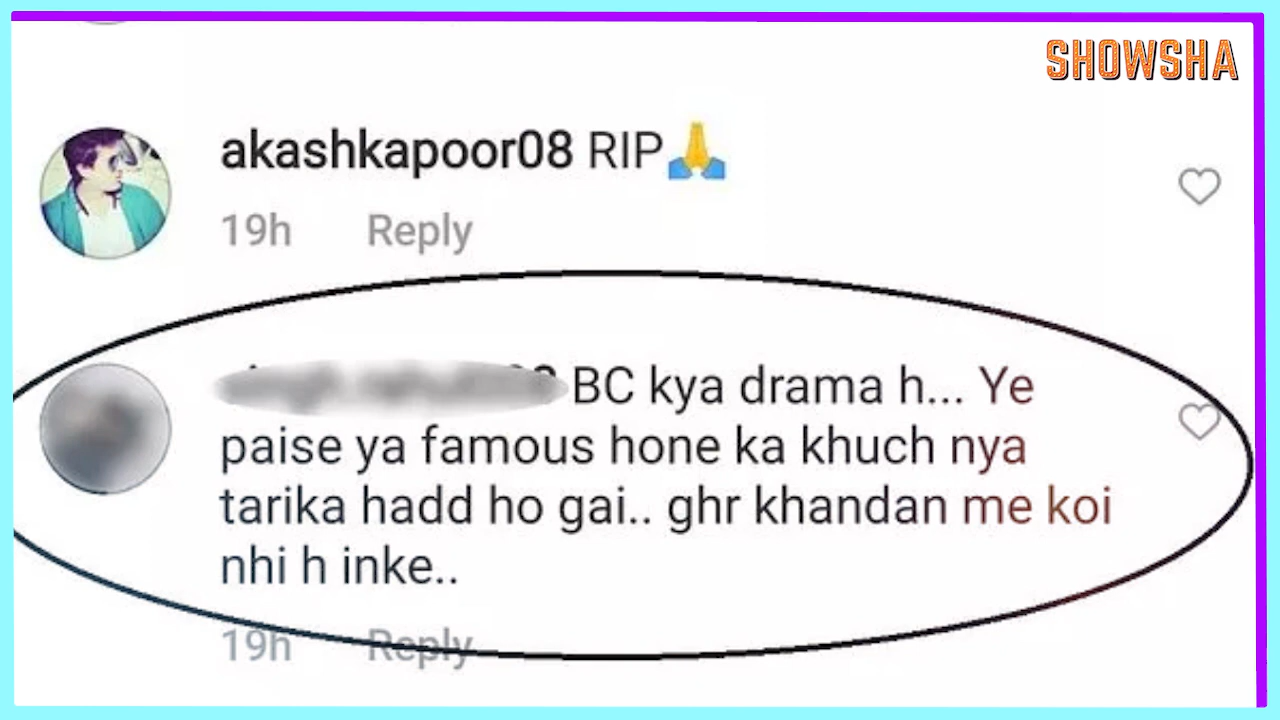 SHOWSHA
akashkapoor08 RIP🙏
19h Reply
BC kya drama h... Ye
paise ya famous hone ka khuch nya
tarika hadd ho gai.. ghr khandan me koi
nhi h inke..
19h Reply